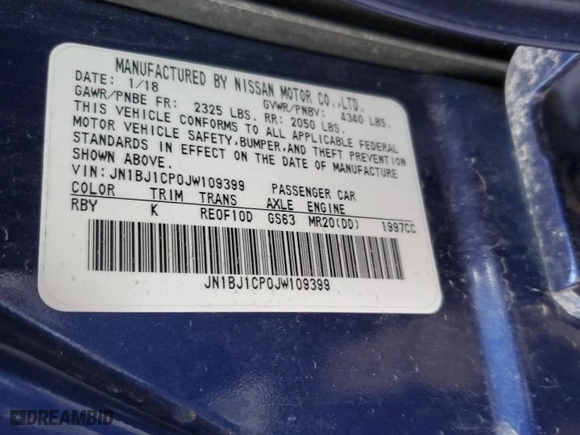 MANUFACTURED BY NISSAN MOTOR CO.,LTD.
DATE: 1/18 GVWR/PNBV: 4340 LBS.
GAWR/PNBE FR: 2325 LBS. RR: 2050 LBS.
THIS VEHICLE CONFORMS TO ALL APPLICABLE FEDERAL
MOTOR VEHICLE SAFETY,BUMPER,AND THEFT PREVENTION
STANDARDS IN EFFECT ON THE DATE OF MANUFACTURE
SHOWN ABOVE.
VIN: JN1BJ1CP0JW109399 PASSENGER CAR
COLOR TRIM TRANS AXLE ENGINE
RBY K RE0F10D GS63 MR20(DD) 1997CC
JN1BJ1CP0JW109399
DREAMBID